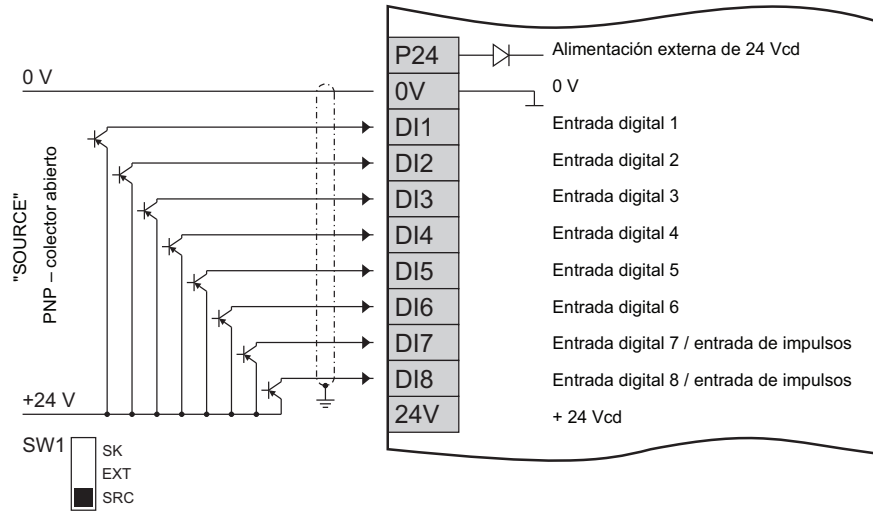 0 V
"SOURCE"
PNP – colector abierto
+24 V
SW1
SK
EXT
SRC
P24 Alimentación externa de 24 Vcd
0V 0 V
DI1 Entrada digital 1
DI2 Entrada digital 2
DI3 Entrada digital 3
DI4 Entrada digital 4
DI5 Entrada digital 5
DI6 Entrada digital 6
DI7 Entrada digital 7 / entrada de impulsos
DI8 Entrada digital 8 / entrada de impulsos
24V + 24 Vcd